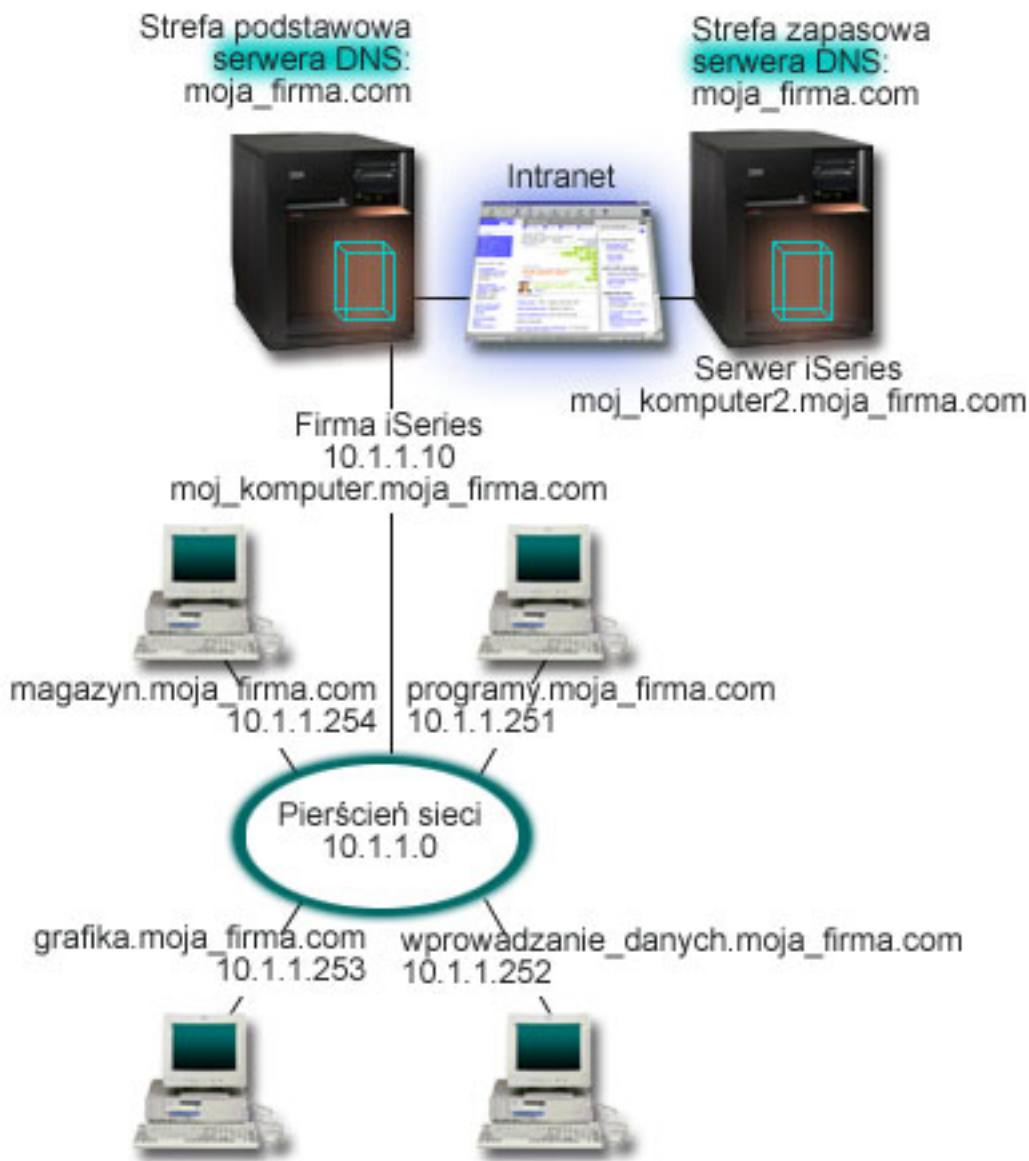 Strefa podstawowa
serwera DNS:
moja_firma.com
Strefa zapasowa
serwera DNS:
moja_firma.com
Intranet
Serwer iSeries
moj_komputer2.moja_firma.com
Firma iSeries
10.1.1.10
moj_komputer.moja_firma.com
magazyn.moja_firma.com
10.1.1.254
programy.moja_firma.com
10.1.1.251
Pierścień sieci
10.1.1.0
grafika.moja_firma.com
10.1.1.253
wprowadzanie_danych.moja_firma.com
10.1.1.252